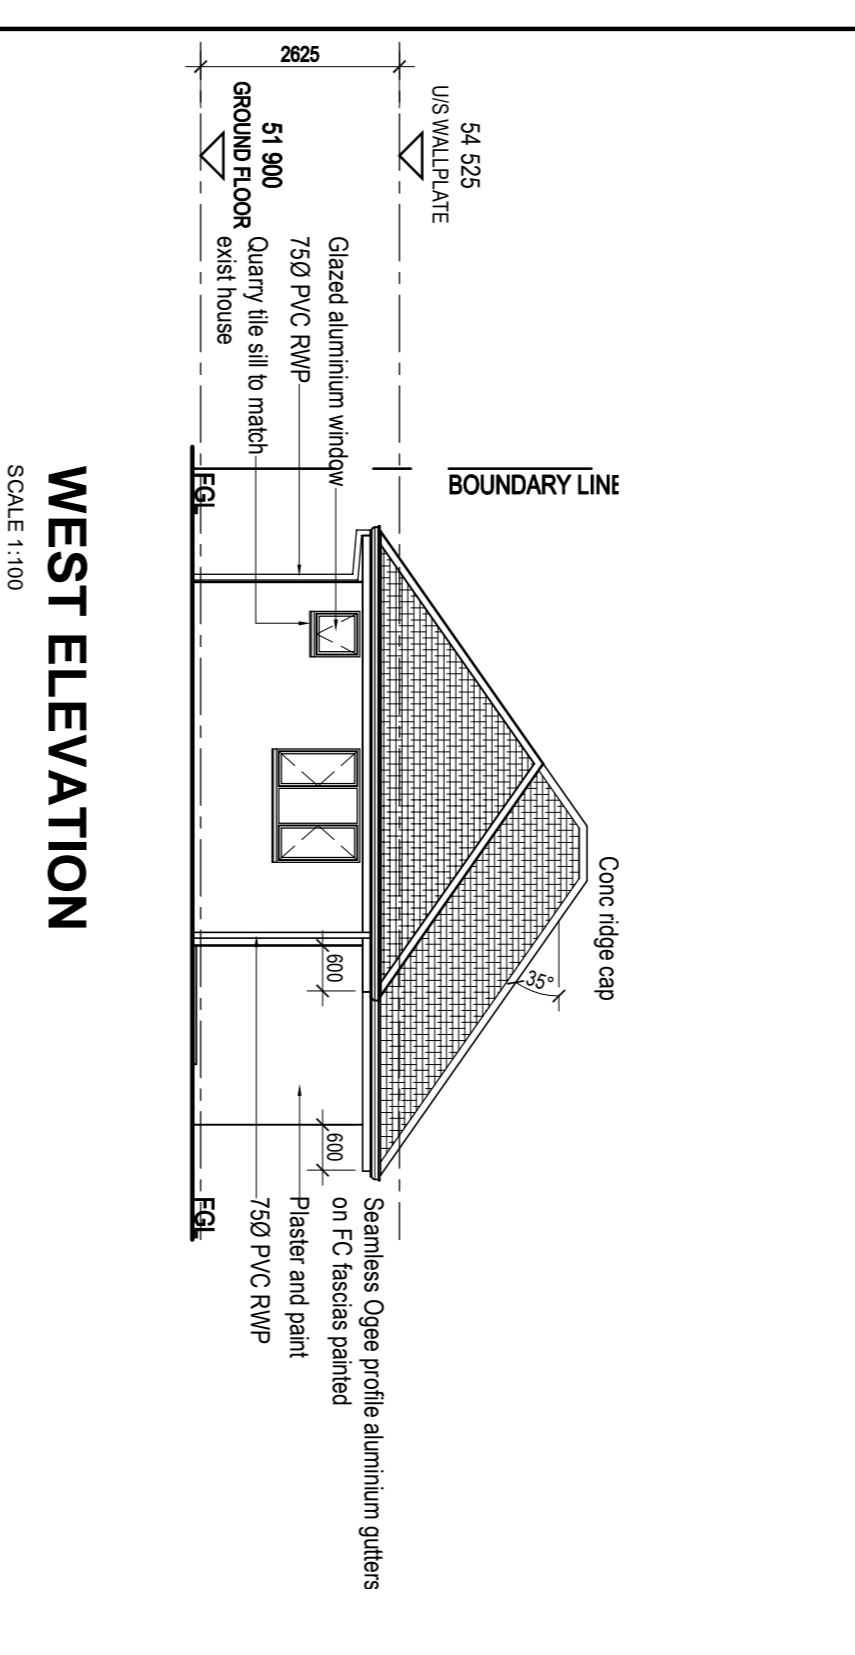 BOUNDARY LINE
Conc ridge cap
35°
54 525
U/S WALLPLATE
2625
51 900
GROUND FLOOR
Glazed aluminium window
75Ø PVC RWP
Quarry tile sill to match
exist house
FGL
600
600
Seamless Ogee profile aluminium gutters
on FC fascias painted
Plaster and paint
75Ø PVC RWP
FGL
WEST ELEVATION
SCALE 1:100